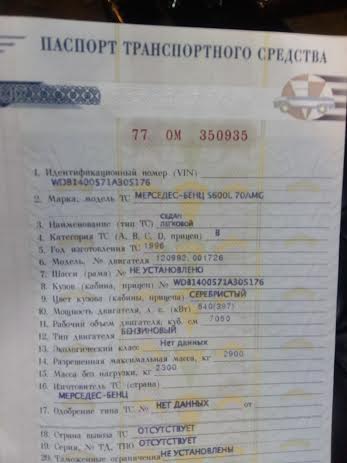 ПАСПОРТ ТРАНСПОРТНОГО СРЕДСТВА
77 ОМ 350935
1. Идентификационный номер (VIN)
WDB1400571A305176
2. Марка, модель ТС МЕРСЕДЕС-БЕНЦ S600L 70AMG
СЕДАН
3. Наименование (тип ТС) ЛЕГКОВОЙ
4. Категория ТС (А, В, С, D, прицеп) В
5. Год изготовления ТС 1996
6. Модель, № двигателя 120982, 001726
7. Шасси (рама) № НЕ УСТАНОВЛЕНО
8. Кузов (кабина, прицеп) № WDB1400571A305176
9. Цвет кузова (кабины, прицепа) СЕРЕБРИСТЫЙ
10. Мощность двигателя, л. с. (кВт) 540(397)
11. Рабочий объем двигателя, куб. см 7050
12. Тип двигателя БЕНЗИНОВЫЙ
13. Экологический класс Нет данных
14. Разрешенная максимальная масса, кг 2900
15. Масса без нагрузки, кг 2300
16. Изготовитель ТС (страна)
МЕРСЕДЕС-БЕНЦ
17. Одобрение типа ТС № НЕТ ДАННЫХ от
18. Страна вывоза ТС ОТСУТСТВУЕТ
19. Серия, № ТД, ТПО ОТСУТСТВУЕТ
20. Таможенные ограничения НЕ УСТАНОВЛЕНЫ